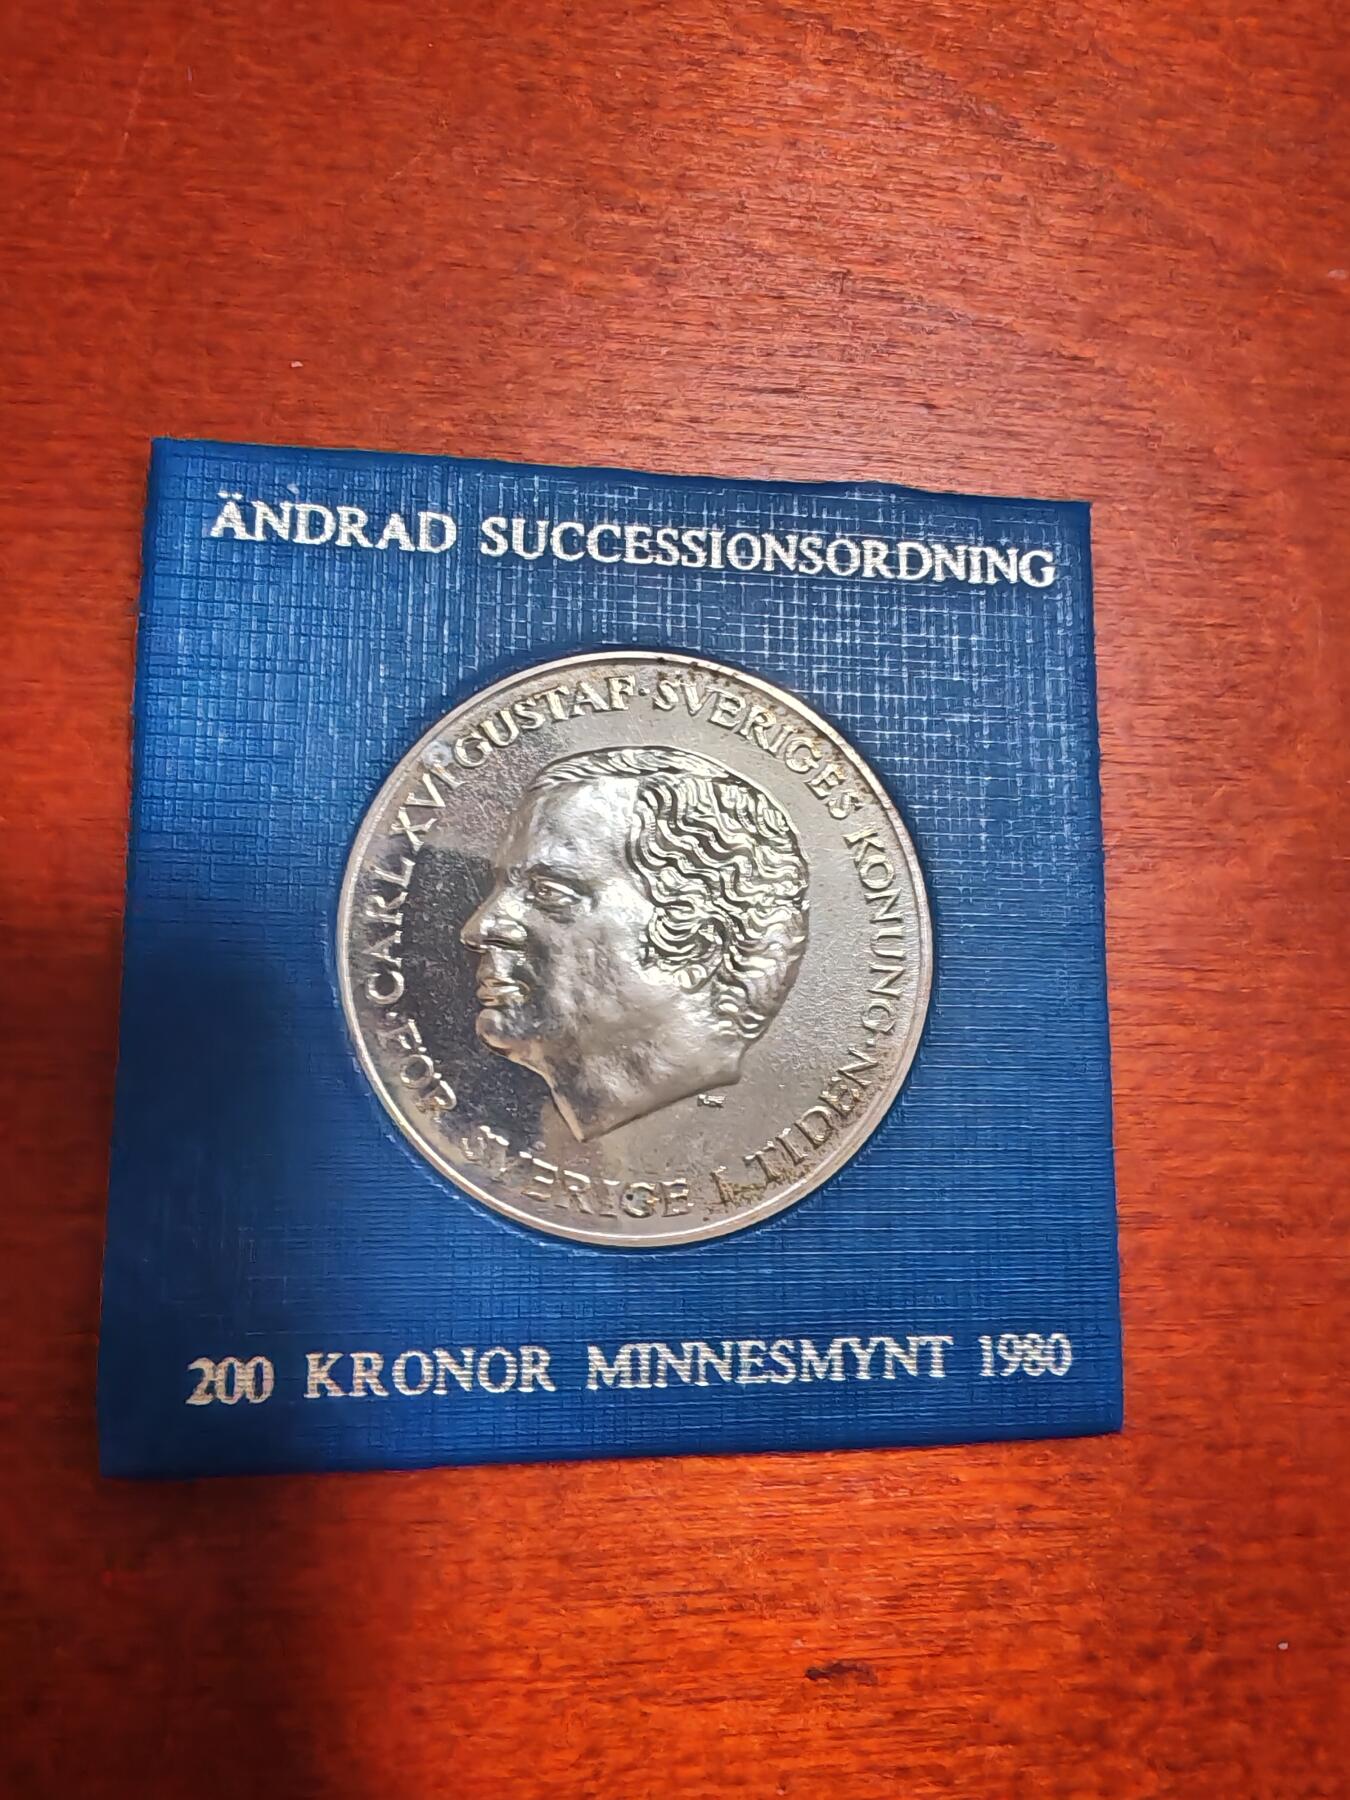 ÄNDRAD SUCCESSIONSORDNING
CARL XVI GUSTAF · SVERIGES KONUNG · FÖR SVERIGE I TIDEN ·
200 KRONOR MINNESMYNT 1980